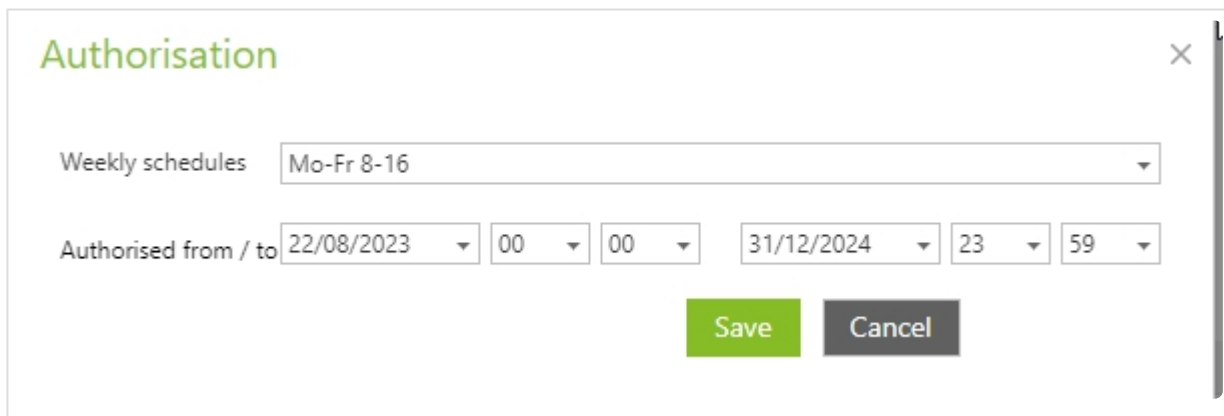 Authorisation
Weekly schedules Mo-Fr 8-16
Authorised from / to 22/08/2023 00 00 31/12/2024 23 59
Save Cancel